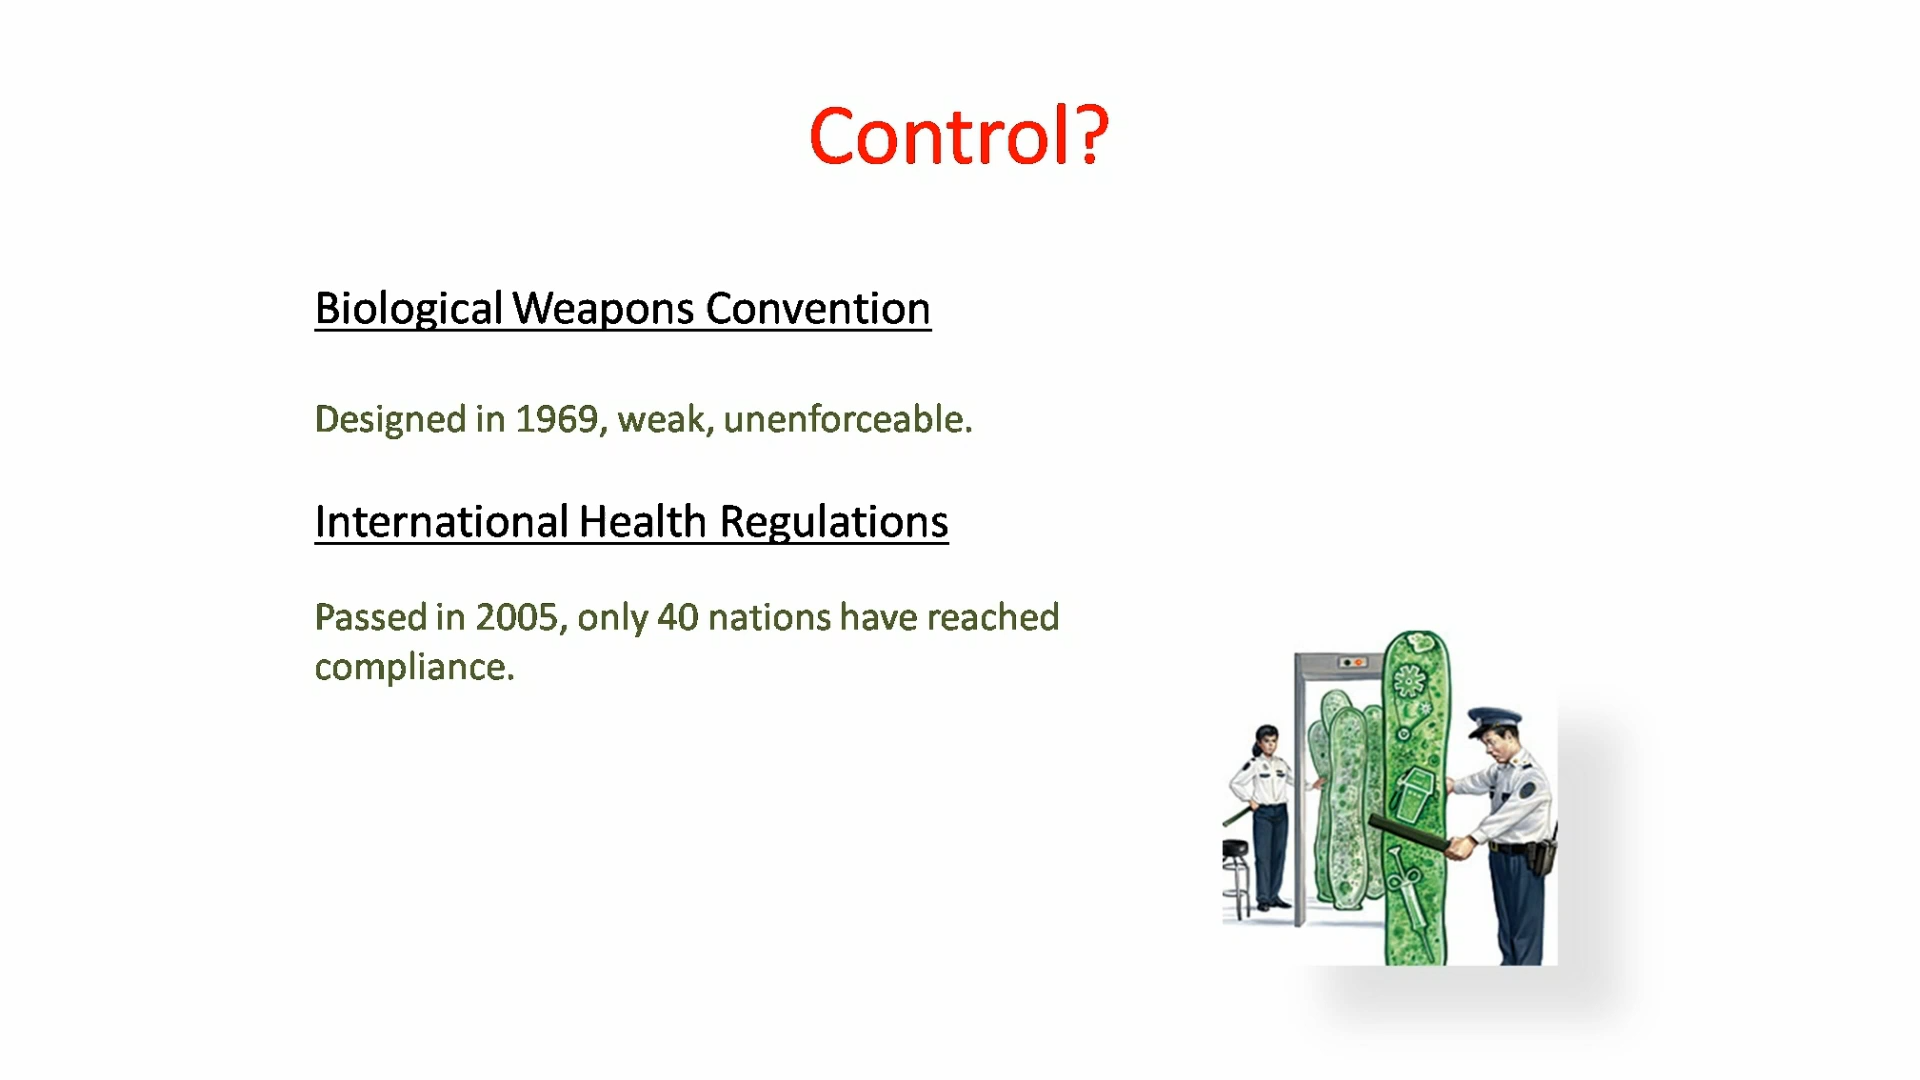 Control?
Biological Weapons Convention
Designed in 1969, weak, unenforceable.
International Health Regulations
Passed in 2005, only 40 nations have reached
compliance.